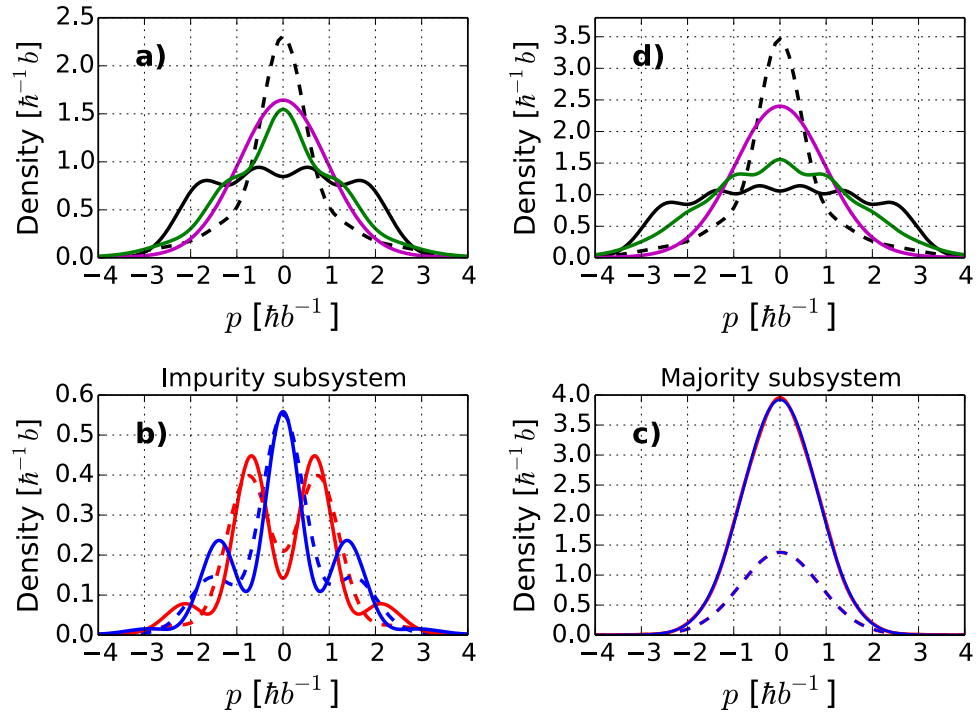 a)
Density [ħ⁻¹ b]
2.5
2.0
1.5
1.0
0.5
0.0
−4 −3 −2 −1 0 1 2 3 4
p [ħb⁻¹]
d)
Density [ħ⁻¹ b]
3.5
3.0
2.5
2.0
1.5
1.0
0.5
0.0
−4 −3 −2 −1 0 1 2 3 4
p [ħb⁻¹]
Impurity subsystem
b)
Density [ħ⁻¹ b]
0.6
0.5
0.4
0.3
0.2
0.1
0.0
−4 −3 −2 −1 0 1 2 3 4
p [ħb⁻¹]
Majority subsystem
c)
Density [ħ⁻¹ b]
4.0
3.5
3.0
2.5
2.0
1.5
1.0
0.5
0.0
−4 −3 −2 −1 0 1 2 3 4
p [ħb⁻¹]